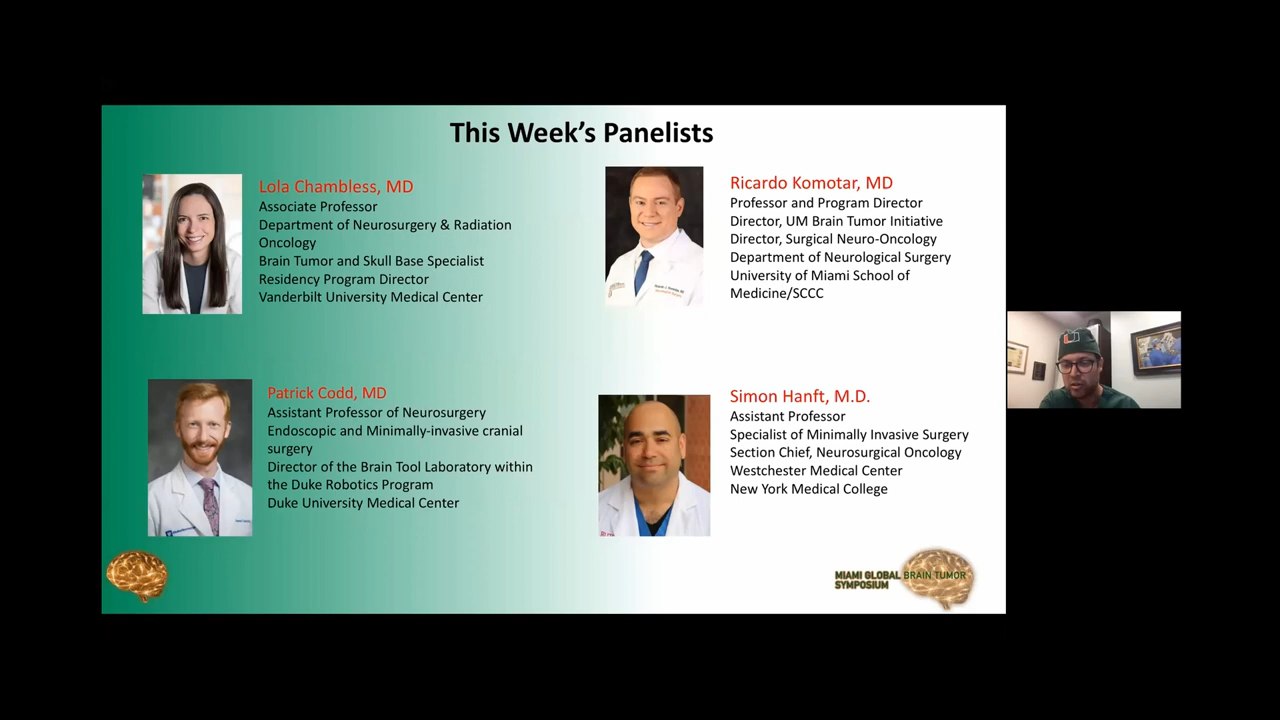 This Week's Panelists
Lola Chambless, MD
Associate Professor
Department of Neurosurgery & Radiation
Oncology
Brain Tumor and Skull Base Specialist
Residency Program Director
Vanderbilt University Medical Center
Ricardo Komotar, MD
Professor and Program Director
Director, UM Brain Tumor Initiative
Director, Surgical Neuro-Oncology
Department of Neurological Surgery
University of Miami School of
Medicine/SCCC
Patrick Codd, MD
Assistant Professor of Neurosurgery
Endoscopic and Minimally-invasive cranial
surgery
Director of the Brain Tool Laboratory within
the Duke Robotics Program
Duke University Medical Center
Simon Hanft, M.D.
Assistant Professor
Specialist of Minimally Invasive Surgery
Section Chief, Neurosurgical Oncology
Westchester Medical Center
New York Medical College
MIAMI GLOBAL BRAIN TUMOR
SYMPOSIUM